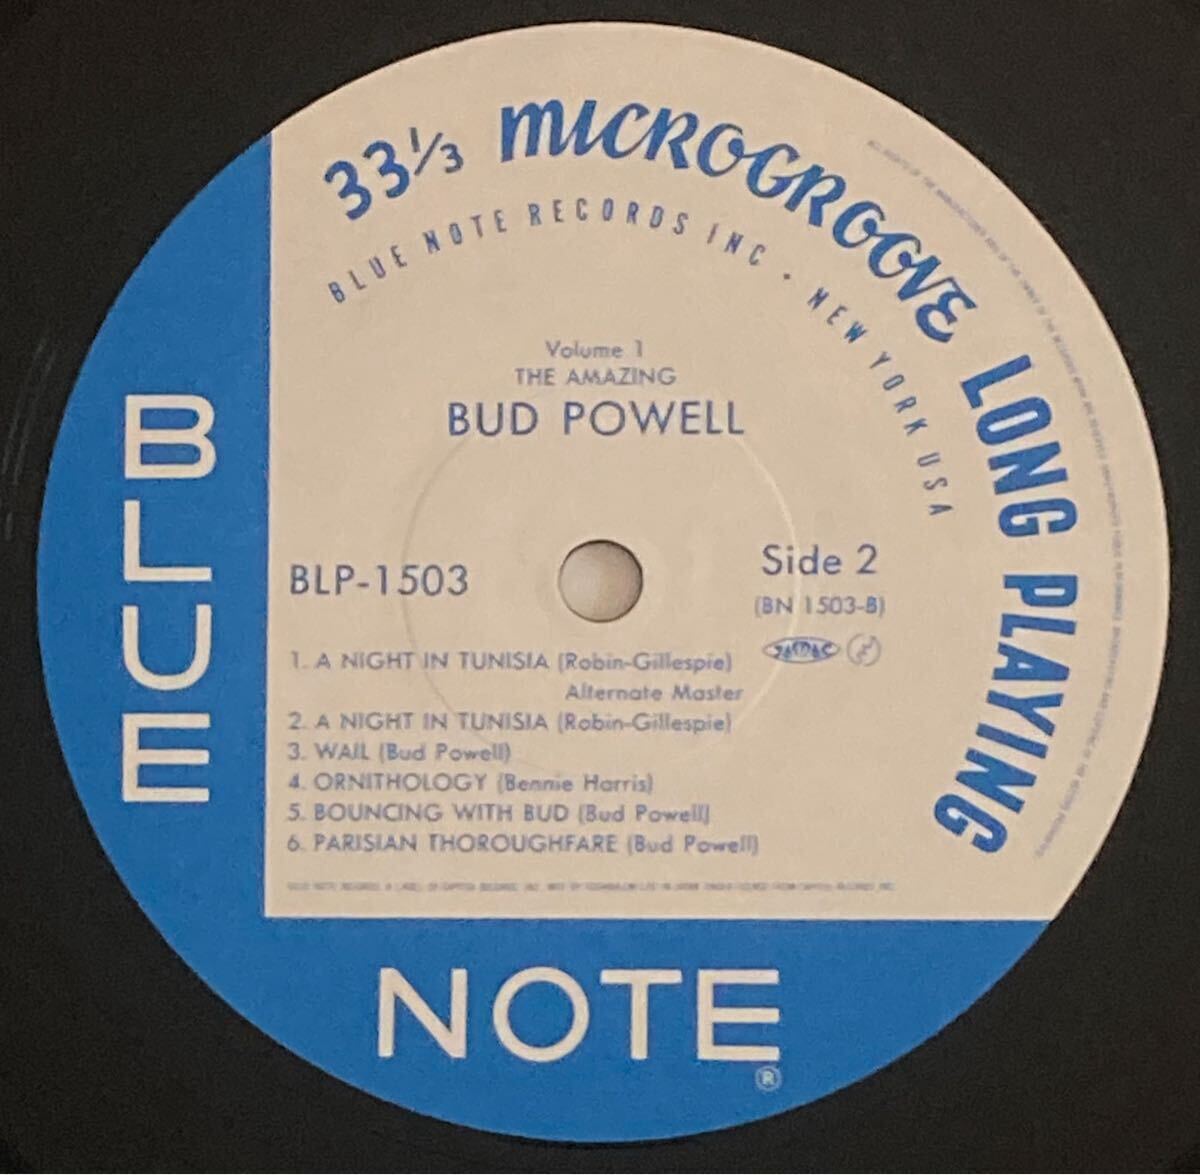 33⅓ MICROGROOVE LONG PLAYING
BLUE NOTE RECORDS INC • NEW YORK USA
Volume 1
THE AMAZING
BUD POWELL
BLP-1503
Side 2
(BN 1503-B)
1. A NIGHT IN TUNISIA (Robin-Gillespie)
Alternate Master
2. A NIGHT IN TUNISIA (Robin-Gillespie)
3. WAIL (Bud Powell)
4. ORNITHOLOGY (Bennie Harris)
5. BOUNCING WITH BUD (Bud Powell)
6. PARISIAN THOROUGHFARE (Bud Powell)
BLUE
NOTE
®